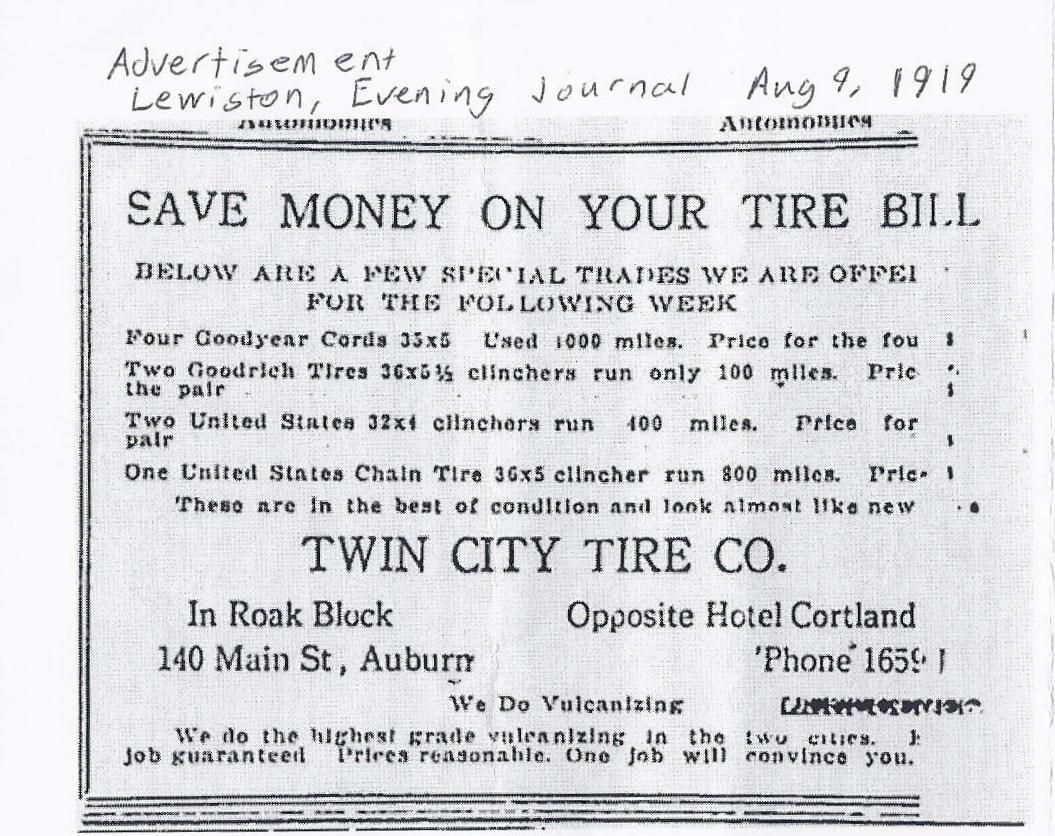 Advertisement
Lewiston, Evening Journal Aug 9, 1919
Automobiles Automobiles
SAVE MONEY ON YOUR TIRE BILL
BELOW ARE A FEW SPECIAL TRADES WE ARE
FOR THE FOLLOWING WEEK
Four Goodyear Cords 35x5 Used 1000 miles. Price for the fou
Two Goodrich Tires 36x5½ clinchers run only 100 miles. Pric
the pair
Two United States 32x4 clinchers run 400 miles. Price for
pair
One United States Chain Tire 36x5 clincher run 800 miles. Pric
These are in the best of condition and look almost like new
TWIN CITY TIRE CO.
In Roak Block Opposite Hotel Cortland
140 Main St, Auburn 'Phone 1659
We Do Vulcanizing
We do the highest grade vulcanizing in the two cities.
job guaranteed Prices reasonable. One job will convince you.